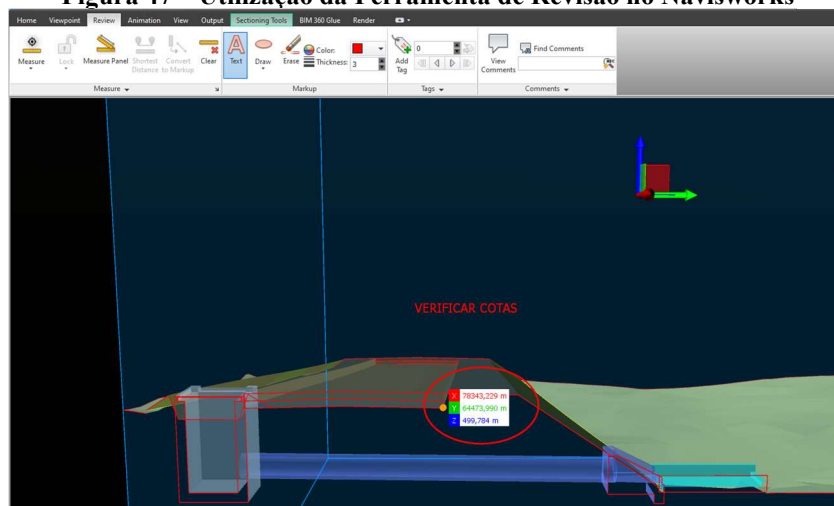 Figura 47 – Utilização da Ferramenta de Revisão no Navisworks
Home Viewpoint Review Animation View Output Sectioning Tools BIM 360 Glue Render
Measure
Lock
Measure Panel
Shortest Distance
Convert to Markup
Clear
Text
Draw
Erase
Color:
Thickness: 3
Add Tag
0
View Comments
Find Comments
Measure
Markup
Tags
Comments
VERIFICAR COTAS
X 78343,229 m
Y 64473,990 m
Z 499,784 m